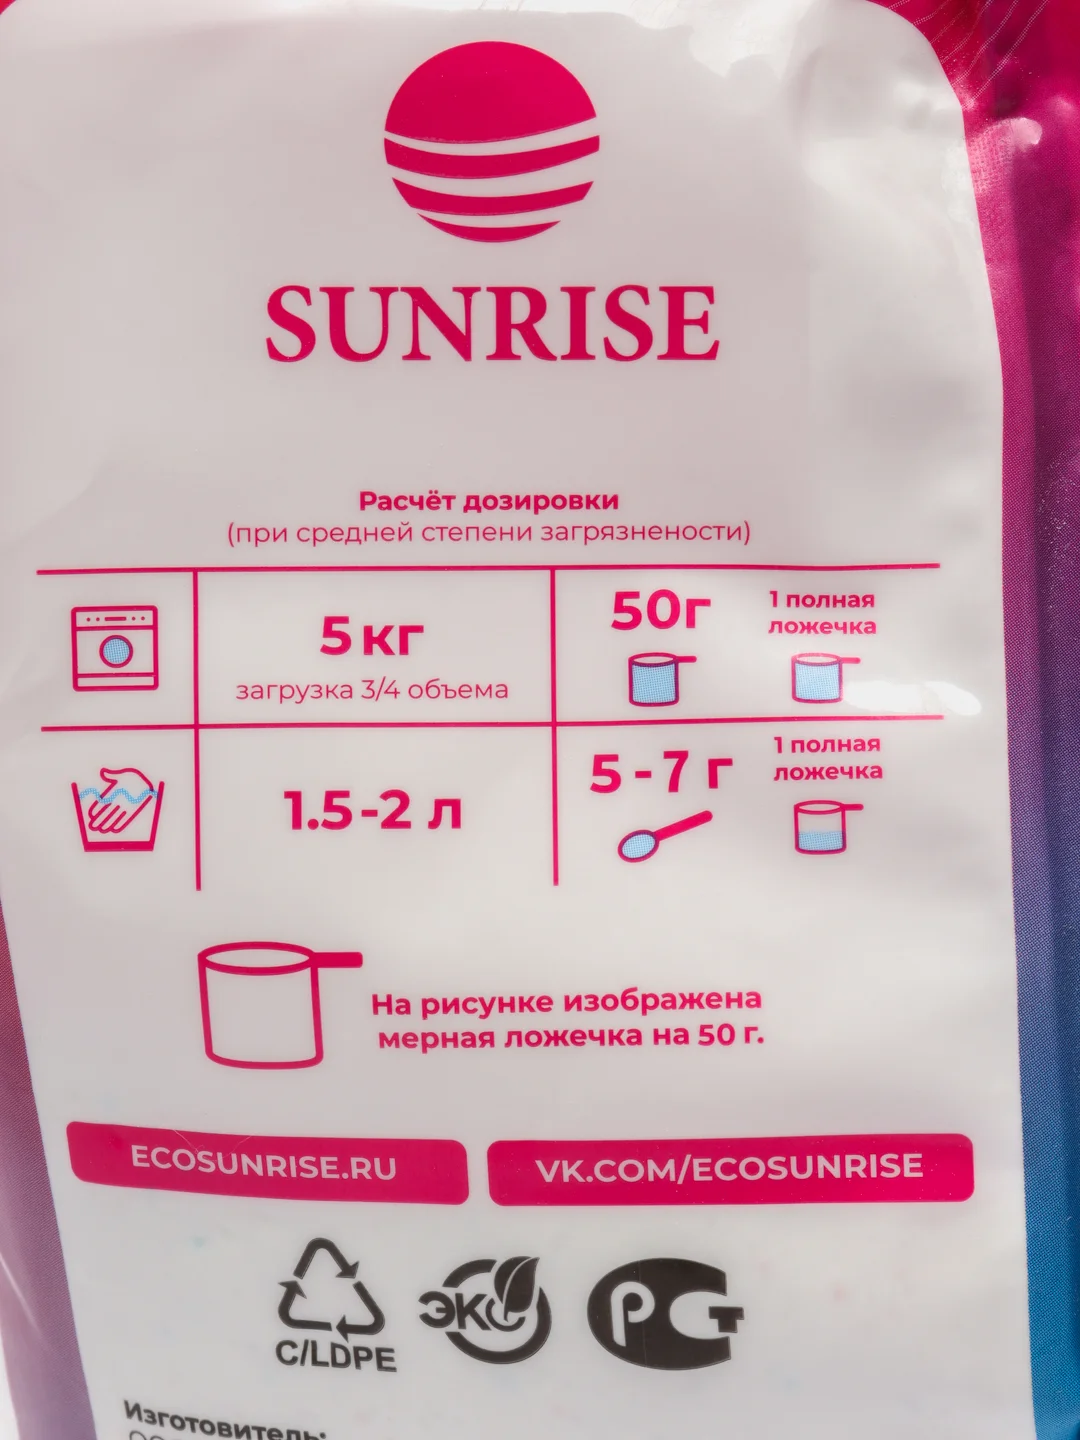 SUNRISE
Расчёт дозировки
(при средней степени загрязнености)
5 кг
загрузка 3/4 объема
50г
1 полная
ложечка
1.5-2 л
5-7 г
1 полная
ложечка
На рисунке изображена
мерная ложечка на 50 г.
ECOSUNRISE.RU
VK.COM/ECOSUNRISE
C/LDPE
ЭКО
РСТ
Изготовитель: